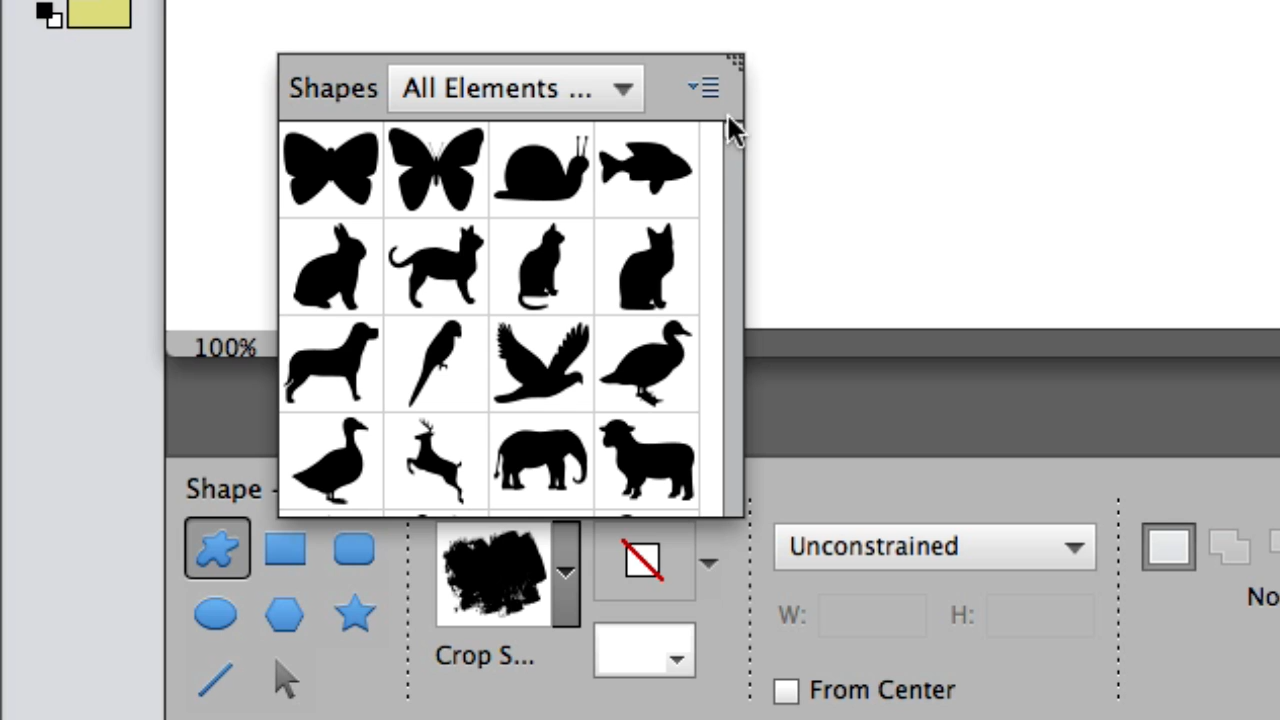 Shapes
All Elements ...
100%
Shape -
Unconstrained
W:
H:
No
Crop S...
From Center